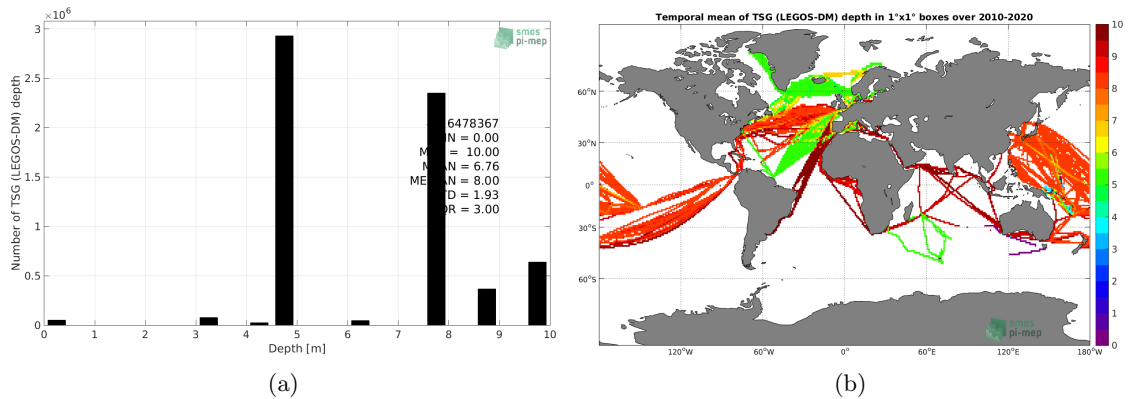 ×10⁶
3
2.5
2
1.5
1
0.5
0
Number of TSG (LEGOS-DM) depth
smos
pi-mep
6478367
= 0.00
= 10.00
= 6.76
= 8.00
= 1.93
= 3.00
0 1 2 3 4 5 6 7 8 9 10
Depth [m]
(a)
Temporal mean of TSG (LEGOS-DM) depth in 1°x1° boxes over 2010-2020
60°N
30°N
0°
30°S
60°S
120°W 60°W 0° 60°E 120°E 180°W
smos
pi-mep
10
9
8
7
6
5
4
3
2
1
0
(b)